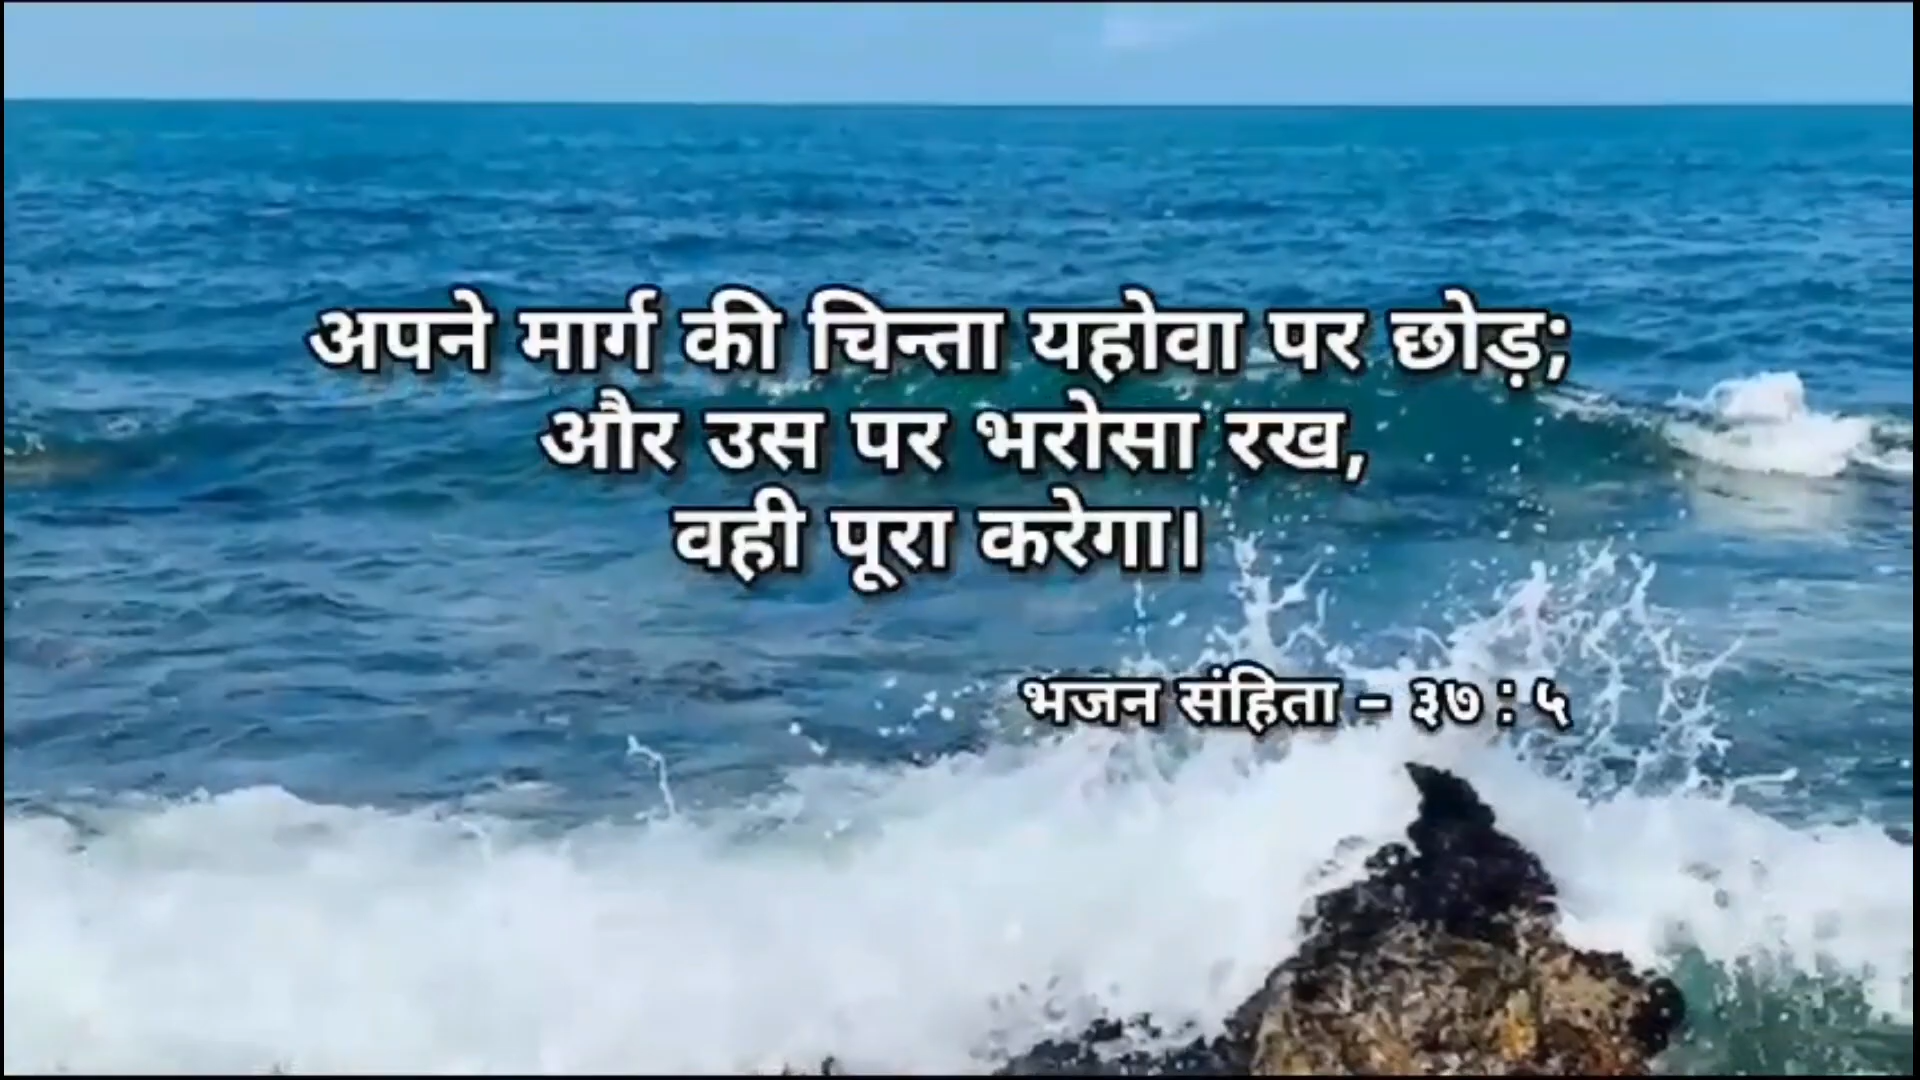 अपने मार्ग की चिन्ता यहोवा पर छोड़;
और उस पर भरोसा रख,
वही पूरा करेगा।
भजन संहिता - ३७ : ५